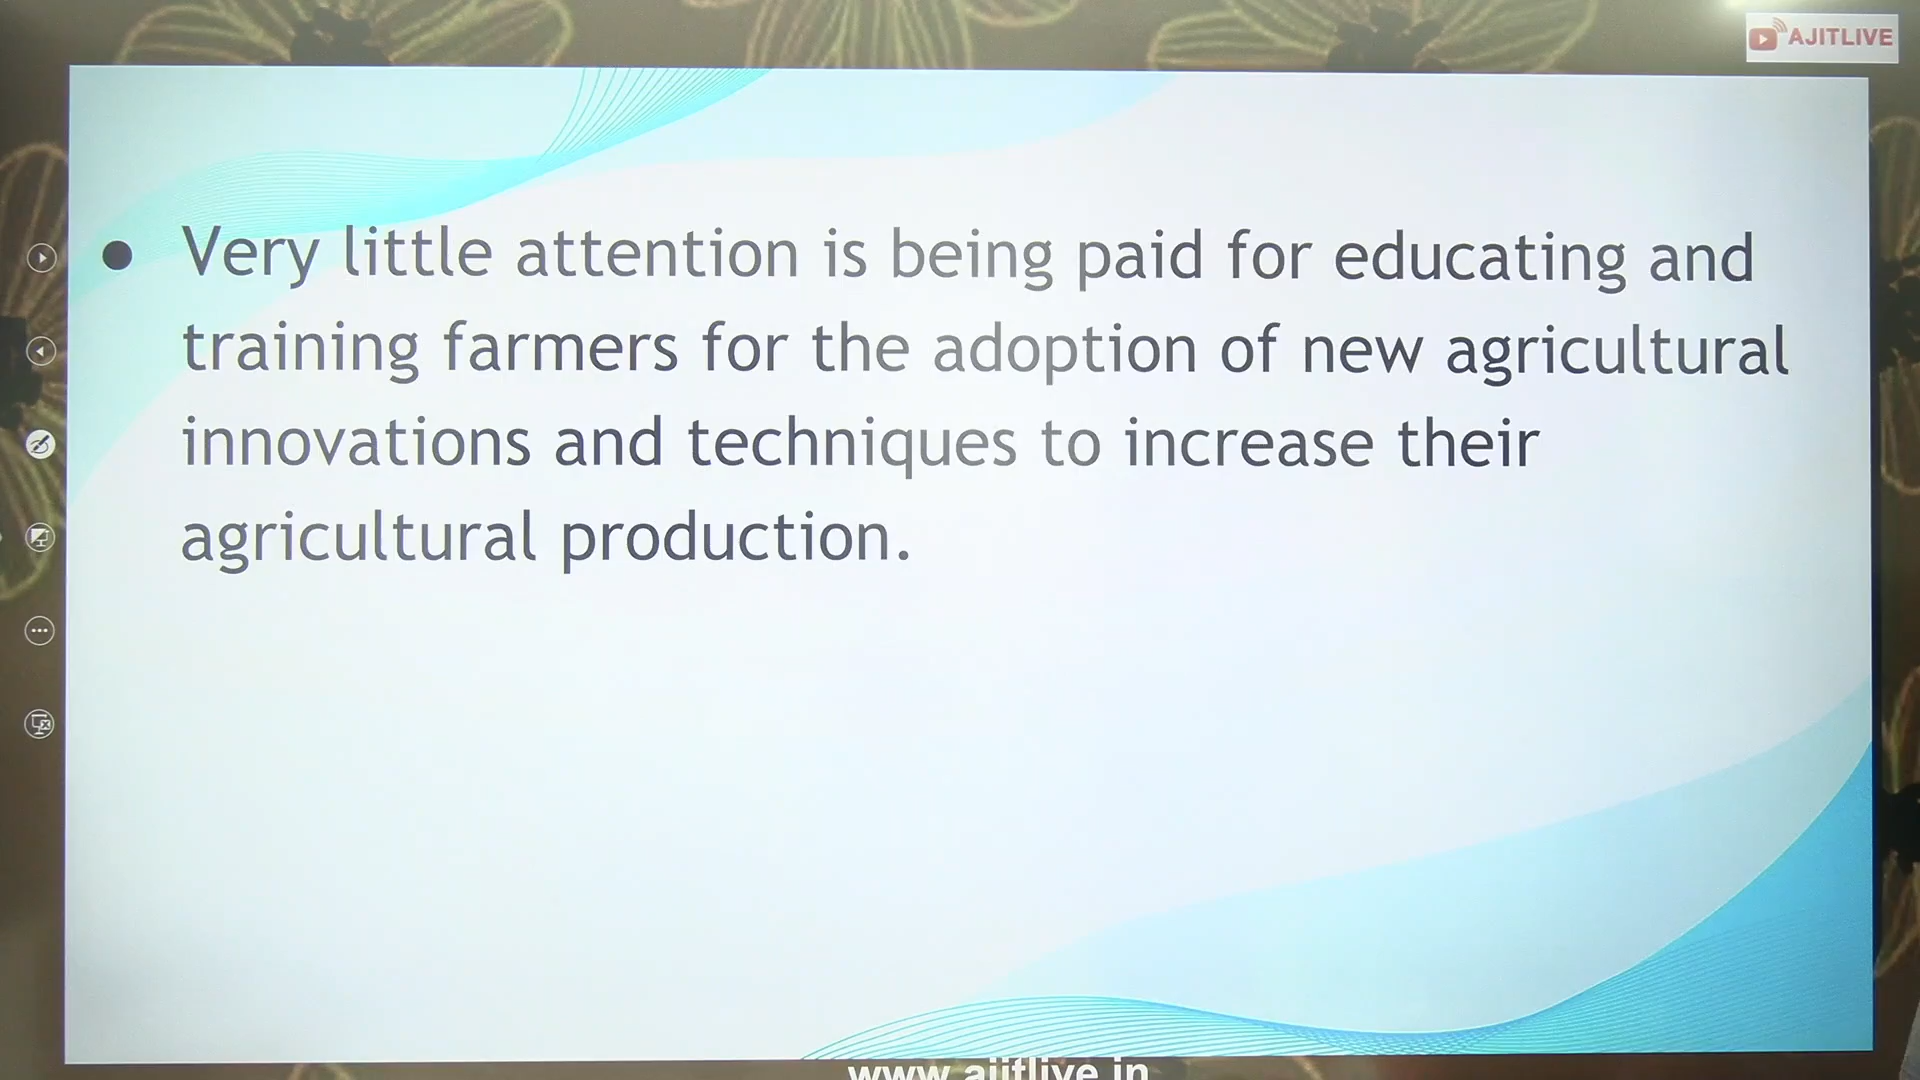 AJITLIVE
● Very little attention is being paid for educating and
training farmers for the adoption of new agricultural
innovations and techniques to increase their
agricultural production.
www.ajitlive.in